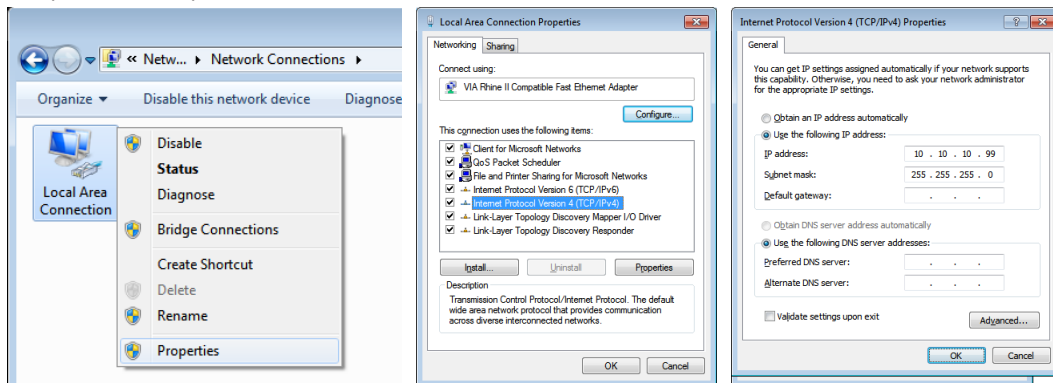 « Netw... ▸ Network Connections ▸
Organize ▾ Disable this network device Diagnose
Local Area
Connection
Disable
Status
Diagnose
Bridge Connections
Create Shortcut
Delete
Rename
Properties
Local Area Connection Properties
Networking Sharing
Connect using:
VIA Rhine II Compatible Fast Ethernet Adapter
Configure...
This connection uses the following items:
Client for Microsoft Networks
QoS Packet Scheduler
File and Printer Sharing for Microsoft Networks
Internet Protocol Version 6 (TCP/IPv6)
Internet Protocol Version 4 (TCP/IPv4)
Link-Layer Topology Discovery Mapper I/O Driver
Link-Layer Topology Discovery Responder
Install... Uninstall Properties
Description
Transmission Control Protocol/Internet Protocol. The default
wide area network protocol that provides communication
across diverse interconnected networks.
OK Cancel
Internet Protocol Version 4 (TCP/IPv4) Properties
General
You can get IP settings assigned automatically if your network supports
this capability. Otherwise, you need to ask your network administrator
for the appropriate IP settings.
Obtain an IP address automatically
Use the following IP address:
IP address: 10 . 10 . 10 . 99
Subnet mask: 255 . 255 . 255 . 0
Default gateway: . . .
Obtain DNS server address automatically
Use the following DNS server addresses:
Preferred DNS server: . . .
Alternate DNS server: . . .
Validate settings upon exit
Advanced...
OK Cancel